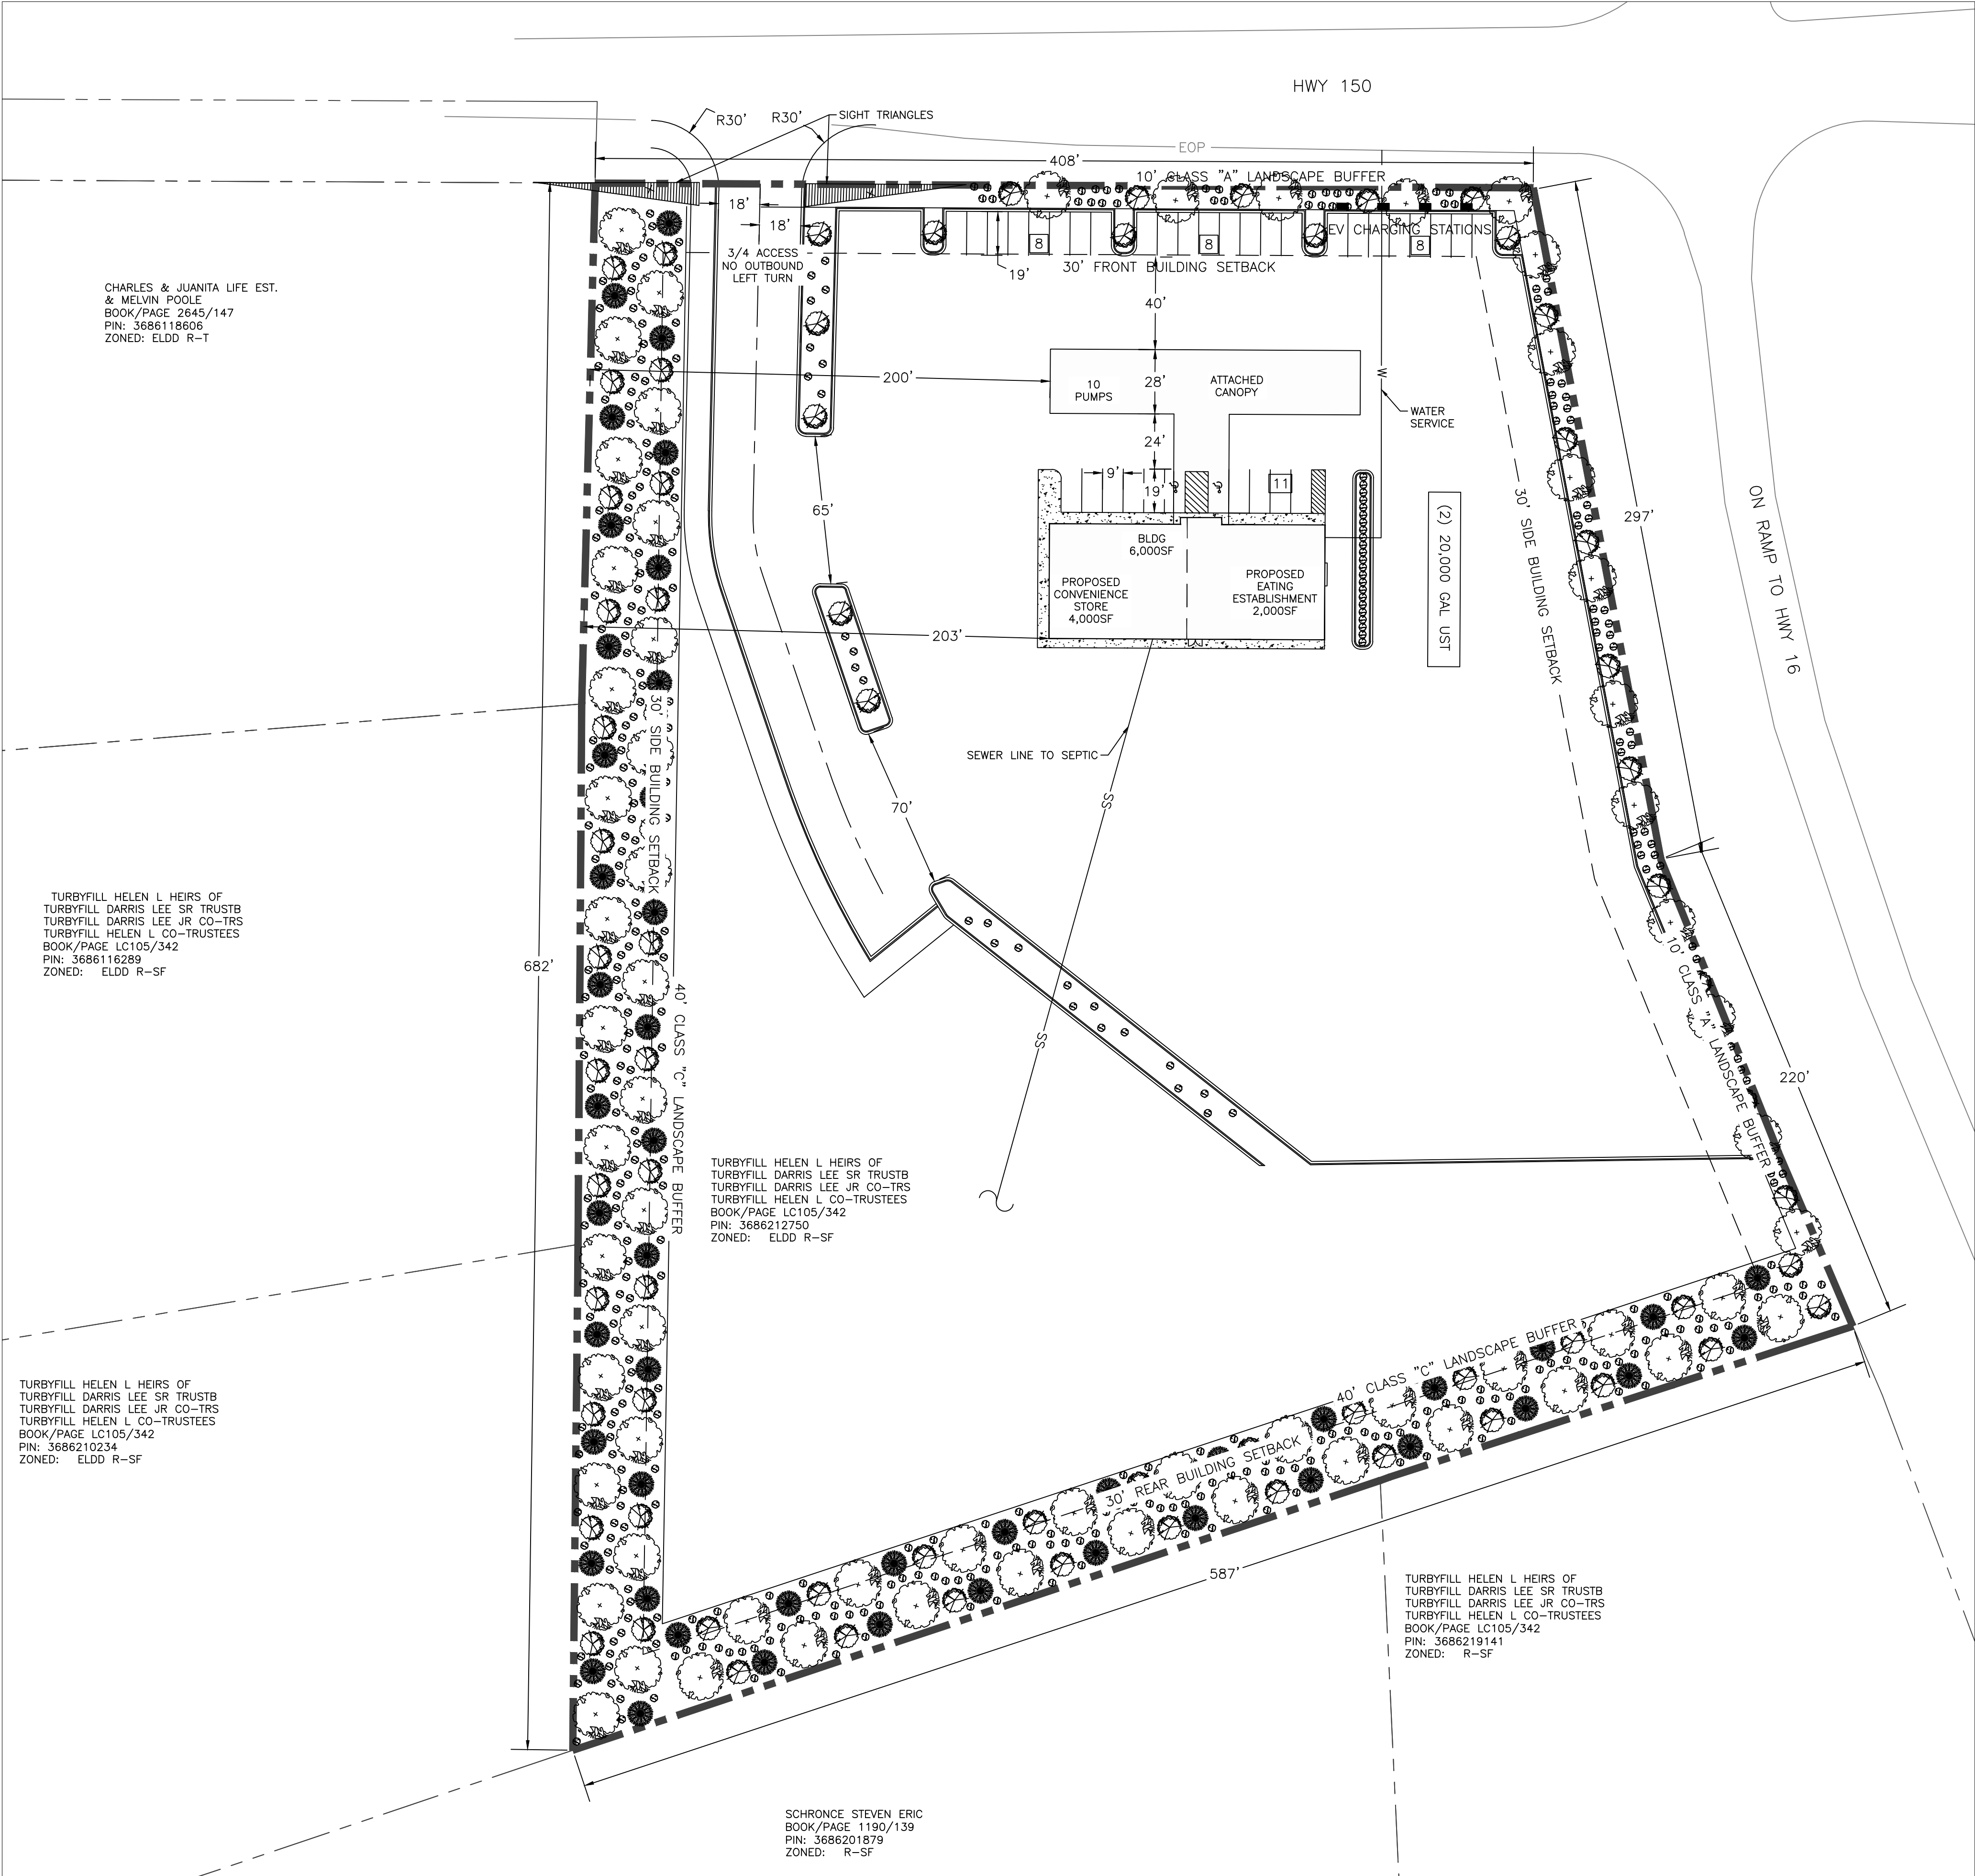 HWY 150
R30'
R30'
SIGHT TRIANGLES
EOP
408'
10' CLASS "A" LANDSCAPE BUFFER
18'
18'
3/4 ACCESS
NO OUTBOUND
LEFT TURN
8
8
EV CHARGING STATIONS
8
19'
30' FRONT BUILDING SETBACK
40'
CHARLES & JUANITA LIFE EST.
& MELVIN POOLE
BOOK/PAGE 2645/147
PIN: 3686118606
ZONED: ELDD R-T
200'
10
PUMPS
28'
ATTACHED
CANOPY
W
WATER
SERVICE
24'
9'
19'
11
65'
BLDG
6,000SF
PROPOSED
CONVENIENCE
STORE
4,000SF
PROPOSED
EATING
ESTABLISHMENT
2,000SF
(2) 20,000 GAL UST
30' SIDE BUILDING SETBACK
297'
ON RAMP TO HWY 16
203'
30' SIDE BUILDING SETBACK
SEWER LINE TO SEPTIC
SS
70'
TURBYFILL HELEN L HEIRS OF
TURBYFILL DARRIS LEE SR TRUSTB
TURBYFILL DARRIS LEE JR CO-TRS
TURBYFILL HELEN L CO-TRUSTEES
BOOK/PAGE LC105/342
PIN: 3686116289
ZONED: ELDD R-SF
682'
40' CLASS "C" LANDSCAPE BUFFER
SS
10' CLASS "A" LANDSCAPE BUFFER
220'
TURBYFILL HELEN L HEIRS OF
TURBYFILL DARRIS LEE SR TRUSTB
TURBYFILL DARRIS LEE JR CO-TRS
TURBYFILL HELEN L CO-TRUSTEES
BOOK/PAGE LC105/342
PIN: 3686212750
ZONED: ELDD R-SF
TURBYFILL HELEN L HEIRS OF
TURBYFILL DARRIS LEE SR TRUSTB
TURBYFILL DARRIS LEE JR CO-TRS
TURBYFILL HELEN L CO-TRUSTEES
BOOK/PAGE LC105/342
PIN: 3686210234
ZONED: ELDD R-SF
40' CLASS "C" LANDSCAPE BUFFER
30' REAR BUILDING SETBACK
587'
TURBYFILL HELEN L HEIRS OF
TURBYFILL DARRIS LEE SR TRUSTB
TURBYFILL DARRIS LEE JR CO-TRS
TURBYFILL HELEN L CO-TRUSTEES
BOOK/PAGE LC105/342
PIN: 3686219141
ZONED: R-SF
SCHRONCE STEVEN ERIC
BOOK/PAGE 1190/139
PIN: 3686201879
ZONED: R-SF